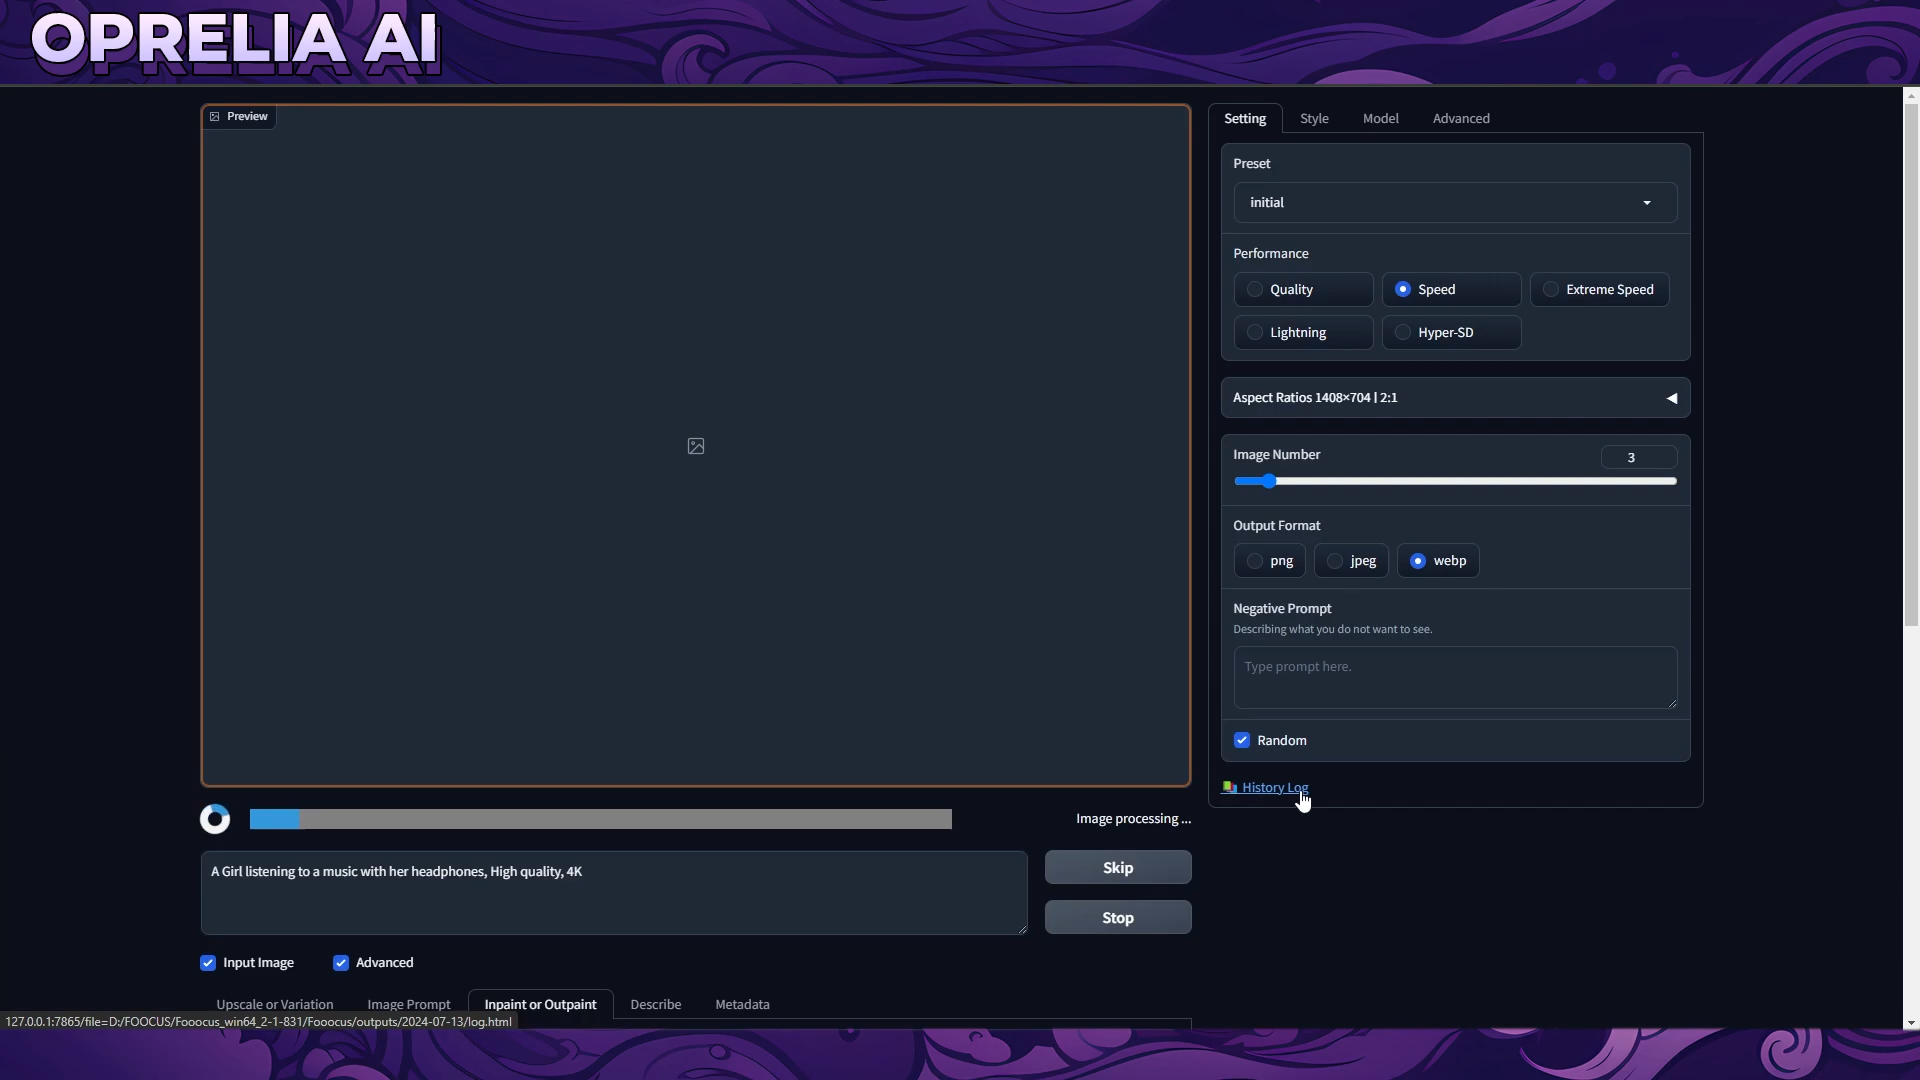 OPRELIA AI
Preview
Setting
Style
Model
Advanced
Preset
initial
Performance
Quality
Speed
Extreme Speed
Lightning
Hyper-SD
Aspect Ratios 1408×704 | 2:1
Image Number
3
Output Format
png
jpeg
webp
Negative Prompt
Describing what you do not want to see.
Type prompt here.
Random
History Log
Image processing ...
A Girl listening to a music with her headphones, High quality, 4K
Skip
Stop
Input Image
Advanced
Upscale or Variation
Image Prompt
Inpaint or Outpaint
Describe
Metadata
127.0.0.1:7865/file=D:/FOOCUS/Fooocus_win64_2-1-831/Fooocus/outputs/2024-07-13/log.html